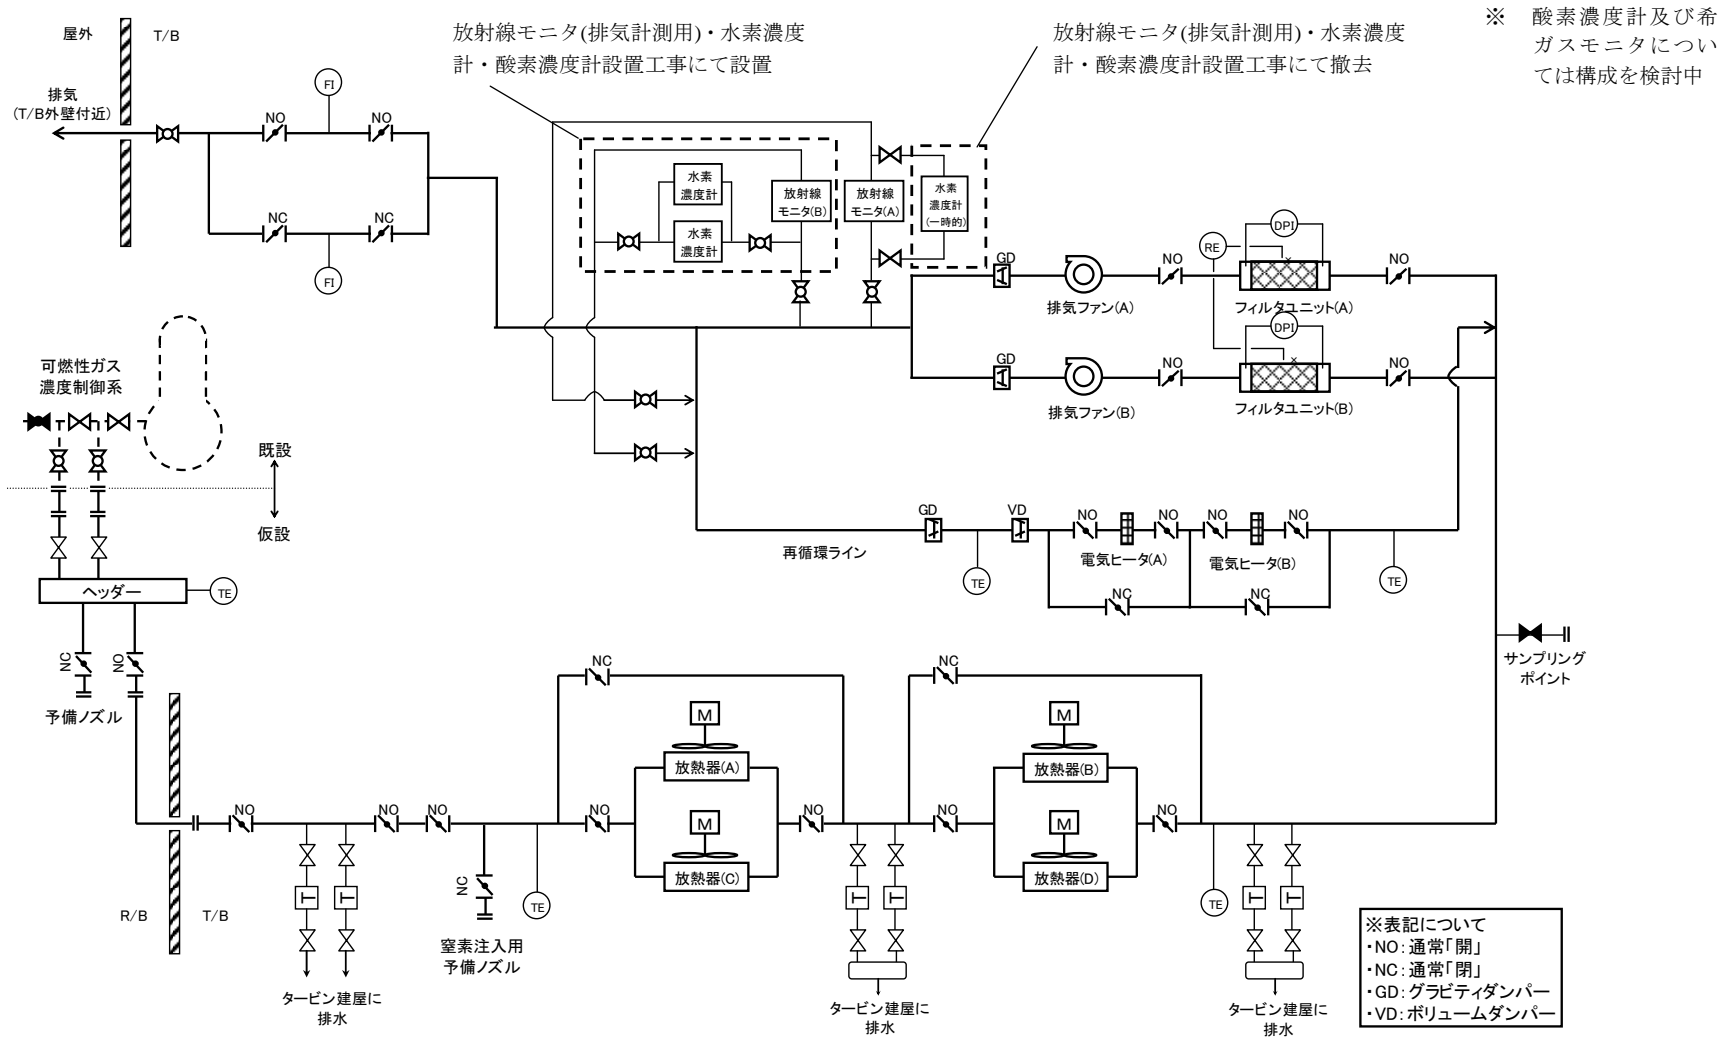 放射線モニタ(排気計測用)・水素濃度
計・酸素濃度計設置工事にて設置
放射線モニタ(排気計測用)・水素濃度
計・酸素濃度計設置工事にて撤去
※ 酸素濃度計及び希
ガスモニタについ
ては構成を検討中
屋外
T/B
排気
(T/B外壁付近)
FI
NO
NO
NC
NC
FI
水素
濃度計
水素
濃度計
放射線
モニタ(B)
放射線
モニタ(A)
水素
濃度計
(一時的)
GD
排気ファン(A)
NO
RE
DPI
フィルタユニット(A)
NO
GD
排気ファン(B)
NO
DPI
フィルタユニット(B)
NO
可燃性ガス
濃度制御系
既設
仮設
ヘッダー
TE
NC
NO
予備ノズル
再循環ライン
GD
TE
VD
NO
NO
NO
NO
電気ヒータ(A)
電気ヒータ(B)
NC
NC
TE
サンプリング
ポイント
R/B
T/B
NO
NO
NO
T
T
タービン建屋に
排水
NC
窒素注入用
予備ノズル
TE
NC
NO
M
放熱器(A)
M
放熱器(C)
NO
T
T
タービン建屋に
排水
NC
NO
M
放熱器(B)
M
放熱器(D)
NO
TE
T
T
タービン建屋に
排水
※表記について
・NO：通常「開」
・NC：通常「閉」
・GD：グラビティダンパー
・VD：ボリュームダンパー